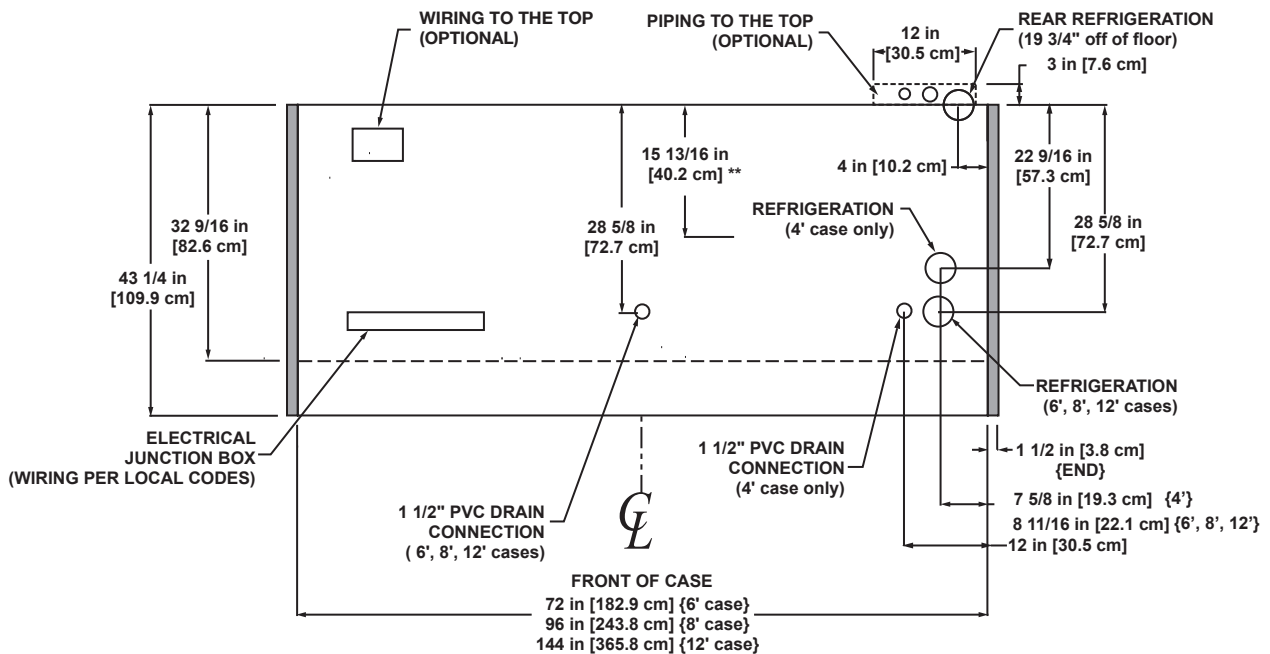 WIRING TO THE TOP
(OPTIONAL)
PIPING TO THE TOP
(OPTIONAL)
12 in
[30.5 cm]
REAR REFRIGERATION
(19 3/4" off of floor)
3 in [7.6 cm]
15 13/16 in
[40.2 cm] **
4 in [10.2 cm]
22 9/16 in
[57.3 cm]
32 9/16 in
[82.6 cm]
28 5/8 in
[72.7 cm]
REFRIGERATION
(4' case only)
28 5/8 in
[72.7 cm]
43 1/4 in
[109.9 cm]
REFRIGERATION
(6', 8', 12' cases)
ELECTRICAL
JUNCTION BOX
(WIRING PER LOCAL CODES)
1 1/2" PVC DRAIN
CONNECTION
(4' case only)
1 1/2 in [3.8 cm]
{END}
1 1/2" PVC DRAIN
CONNECTION
( 6', 8', 12' cases)
CL
7 5/8 in [19.3 cm] {4’}
8 11/16 in [22.1 cm] {6’, 8’, 12’}
12 in [30.5 cm]
FRONT OF CASE
72 in [182.9 cm] {6' case}
96 in [243.8 cm] {8' case}
144 in [365.8 cm] {12' case}